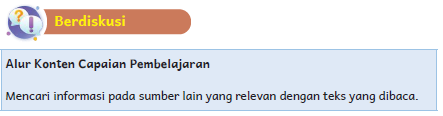 Berdiskusi
Alur Konten Capaian Pembelajaran
Mencari informasi pada sumber lain yang relevan dengan teks yang dibaca.